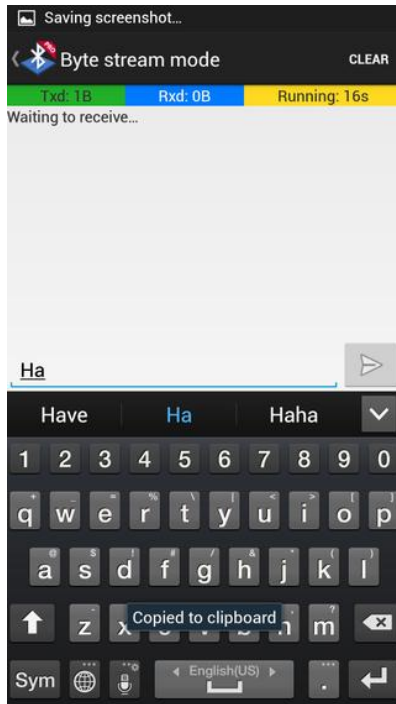 Saving screenshot…
PRO
Byte stream mode CLEAR
Txd: 1B Rxd: 0B Running: 16s
Waiting to receive…
Ha
Have Ha Haha
1 2 3 4 5 6 7 8 9 0
q w e r t y u i o p
a s d f g h j k l
z x Copied to clipboard n m
Sym English(US) .